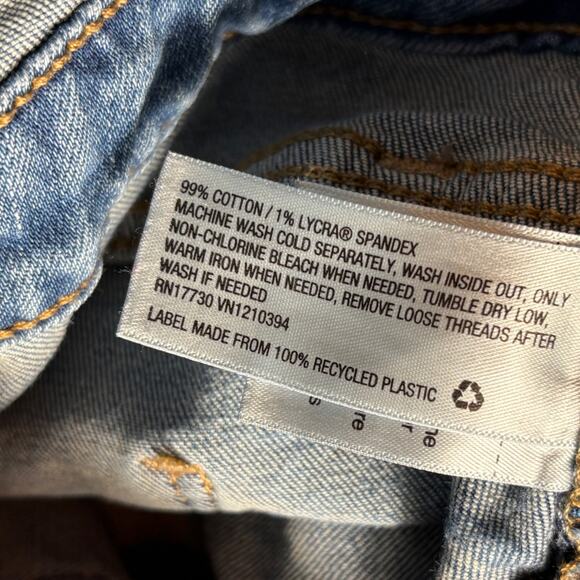 99% COTTON / 1% LYCRA® SPANDEX
MACHINE WASH COLD SEPARATELY, WASH INSIDE OUT, ONLY
NON-CHLORINE BLEACH WHEN NEEDED, TUMBLE DRY LOW,
WARM IRON WHEN NEEDED, REMOVE LOOSE THREADS AFTER
WASH IF NEEDED
RN17730 VN1210394
LABEL MADE FROM 100% RECYCLED PLASTIC